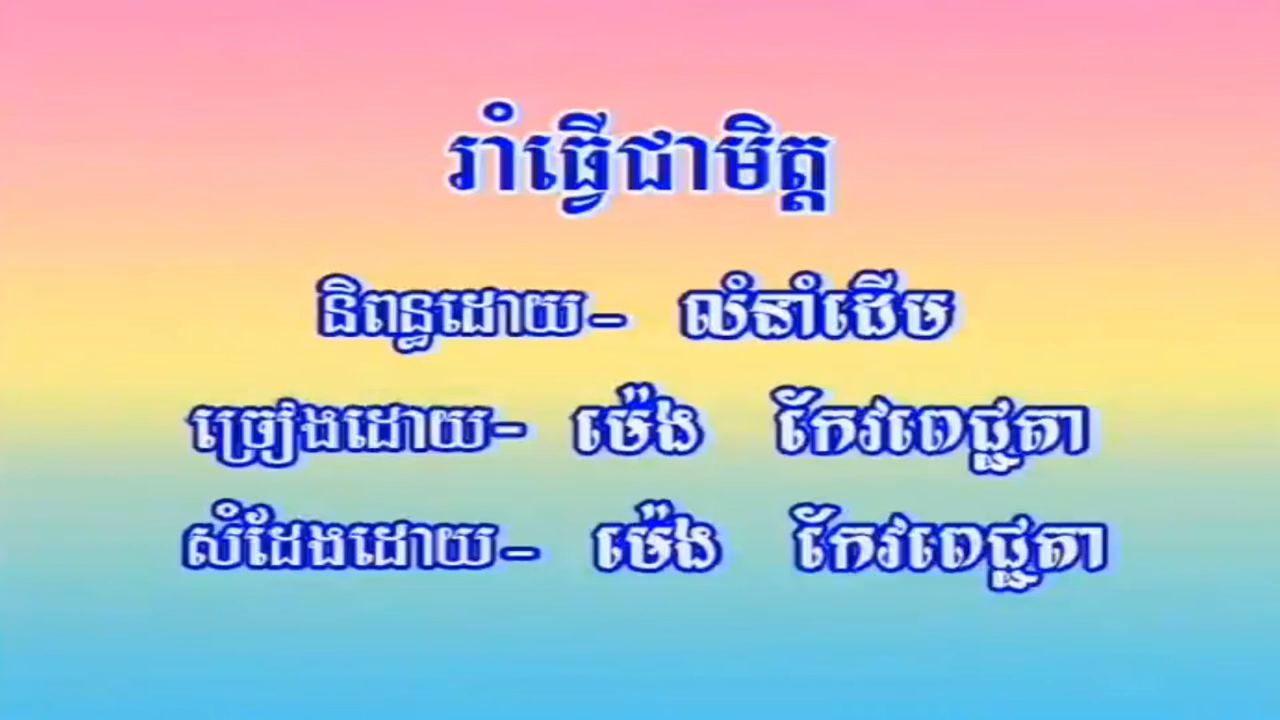 រាំធ្វើជាមិត្ត
និពន្ធដោយ- លំនាំដើម
ច្រៀងដោយ- ម៉េង កែវពេជ្ជតា
សំដែងដោយ- ម៉េង កែវពេជ្ជតា